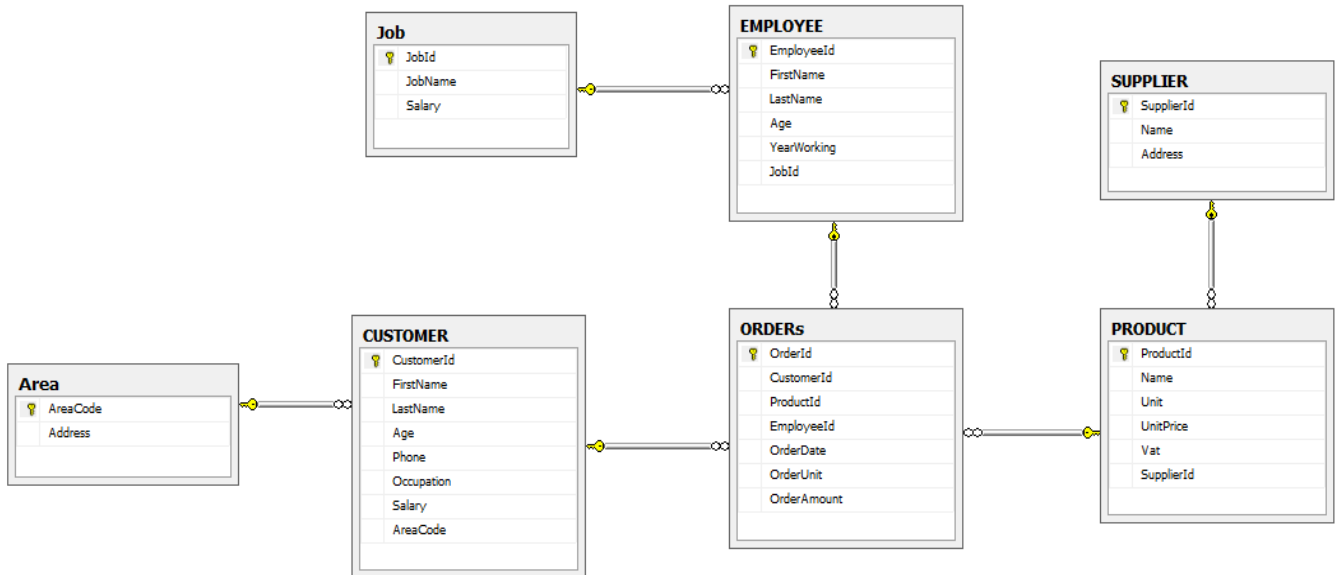 Job
JobId
JobName
Salary
EMPLOYEE
EmployeeId
FirstName
LastName
Age
YearWorking
JobId
SUPPLIER
SupplierId
Name
Address
Area
AreaCode
Address
CUSTOMER
CustomerId
FirstName
LastName
Age
Phone
Occupation
Salary
AreaCode
ORDERs
OrderId
CustomerId
ProductId
EmployeeId
OrderDate
OrderUnit
OrderAmount
PRODUCT
ProductId
Name
Unit
UnitPrice
Vat
SupplierId